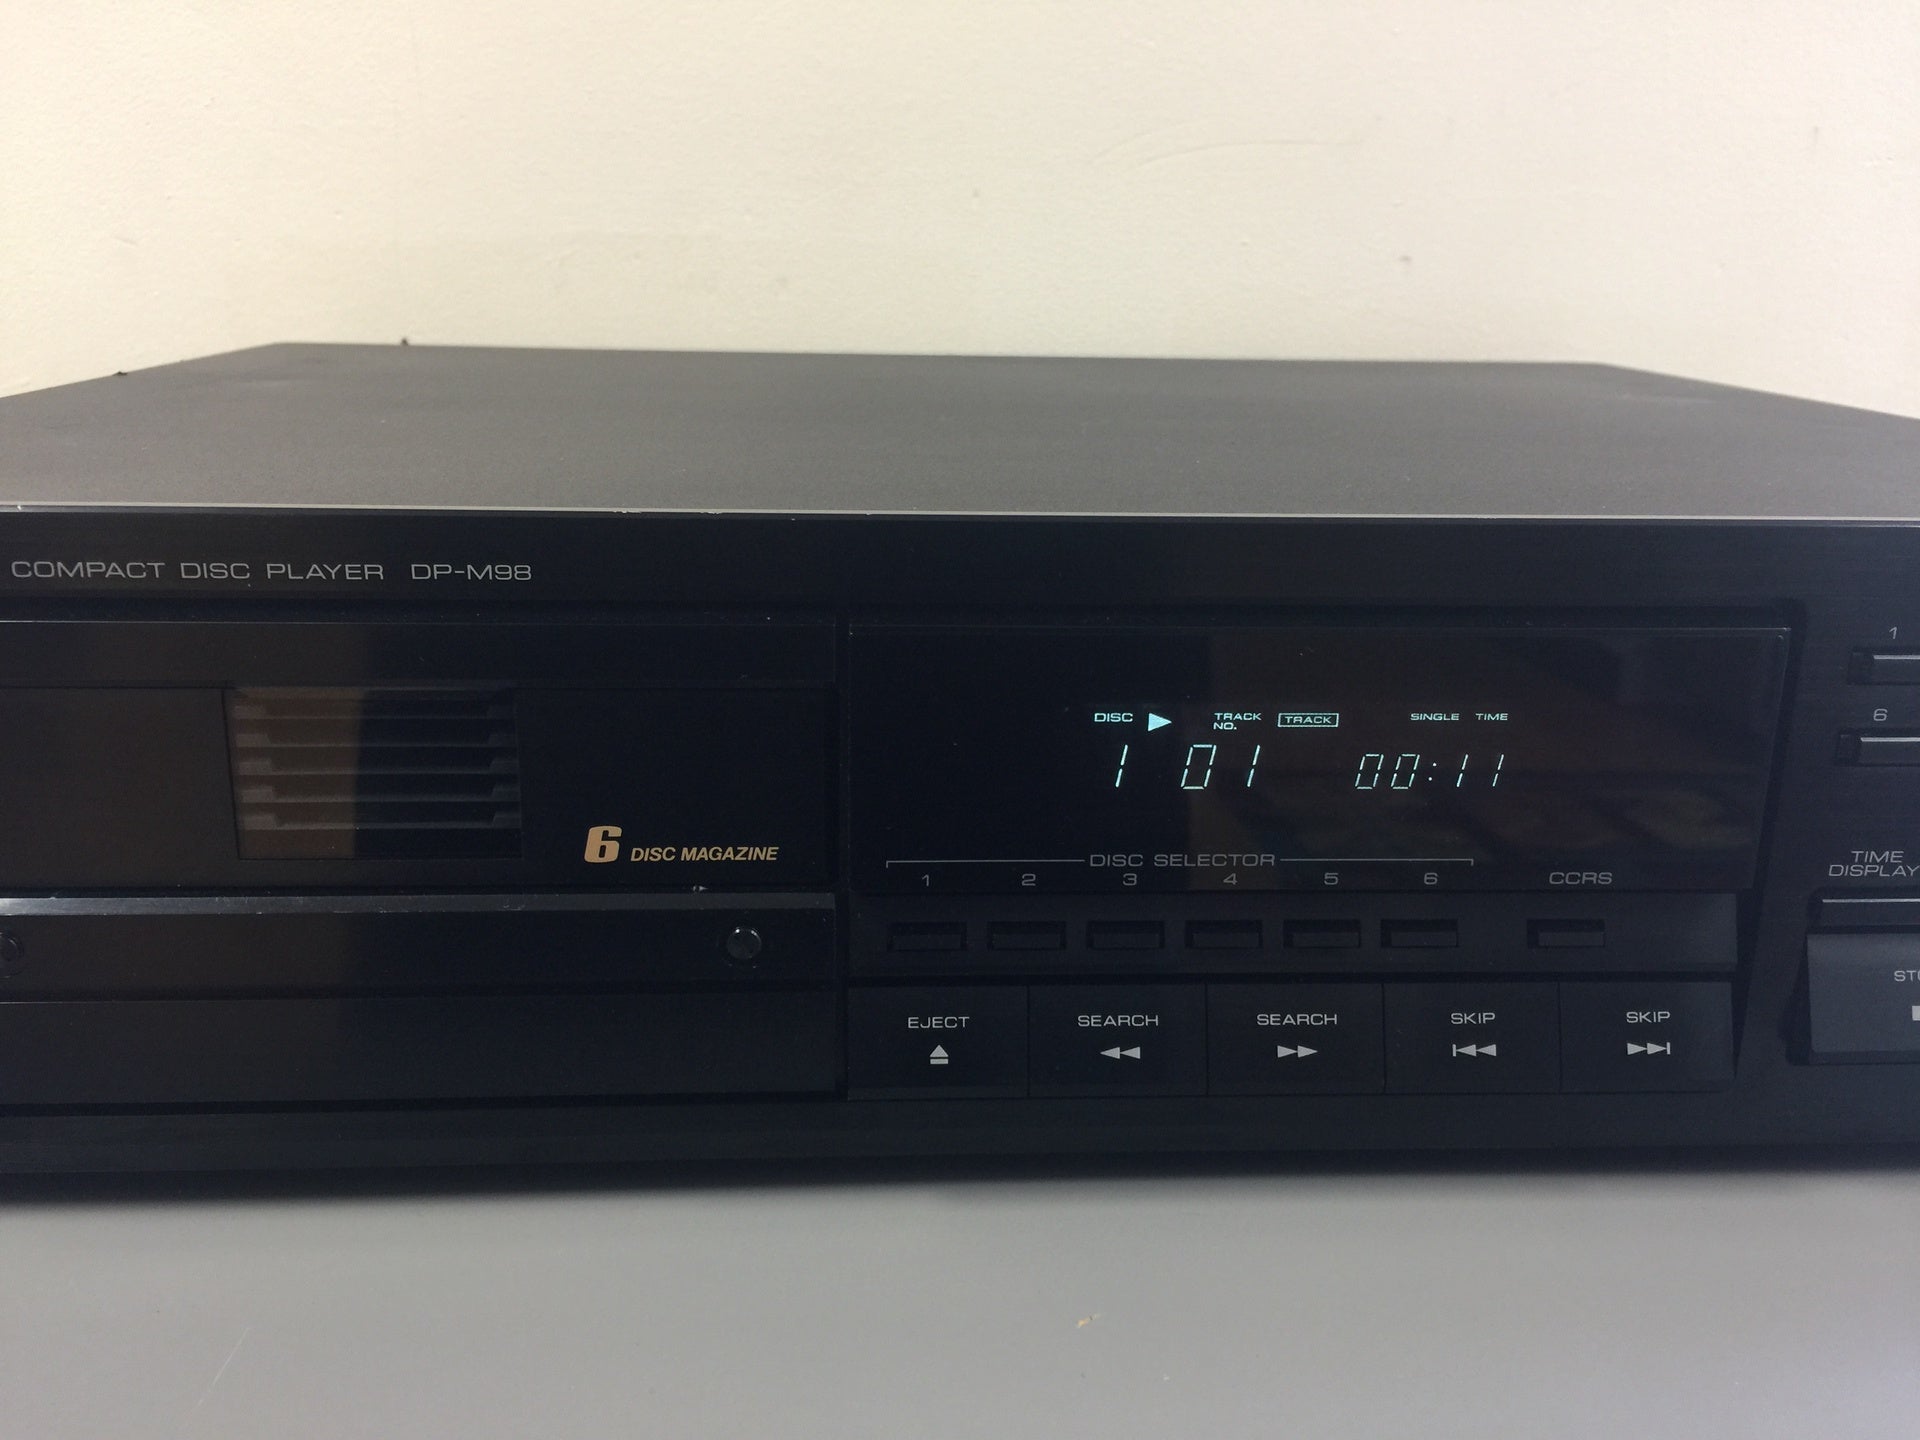 COMPACT DISC PLAYER DP-M98
1
6
DISC TRACK NO. TRACK SINGLE TIME
1 01 00:11
6 DISC MAGAZINE
DISC SELECTOR
1 2 3 4 5 6 CCRS
TIME
DISPLAY
EJECT SEARCH SEARCH SKIP SKIP